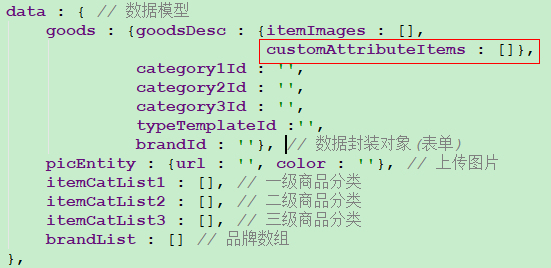 data : { // 数据模型
goods : {goodsDesc : {itemImages : [],
customAttributeItems : []},
category1Id : '',
category2Id : '',
category3Id : '',
typeTemplateId :'',
brandId : ''}, // 数据封装对象(表单)
picEntity : {url : '', color : ''}, // 上传图片
itemCatList1 : [], // 一级商品分类
itemCatList2 : [], // 二级商品分类
itemCatList3 : [], // 三级商品分类
brandList : [] // 品牌数组
},